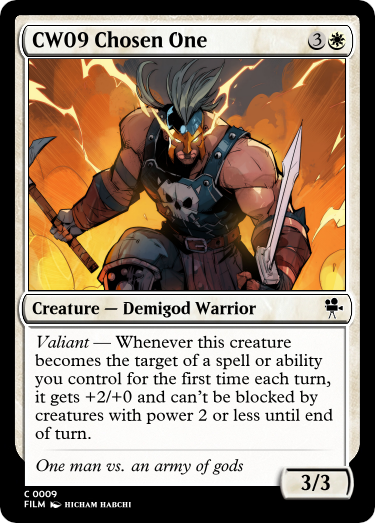 CW09 Chosen One 3
Creature — Demigod Warrior
Valiant — Whenever this creature
becomes the target of a spell or ability
you control for the first time each turn,
it gets +2/+0 and can't be blocked by
creatures with power 2 or less until end
of turn.
One man vs. an army of gods
3/3
C 0009
FILM HICHAM HABCHI